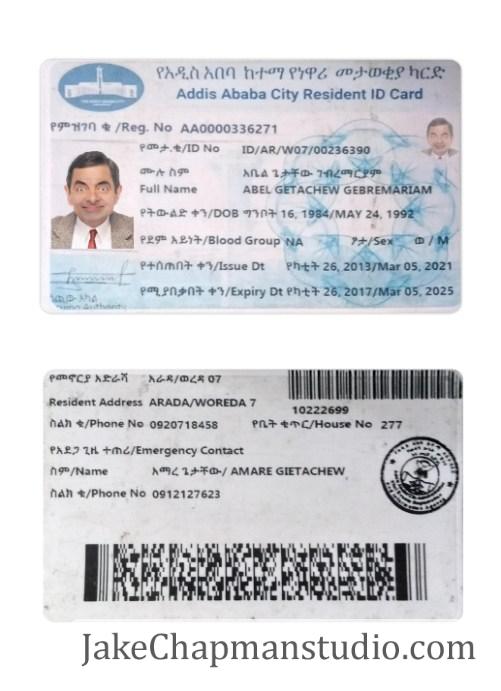 የአዲስ አበባ ከተማ የነዋሪ መታወቂያ ካርድ
Addis Ababa City Resident ID Card
የምዝገባ ቁ /Reg. No AA0000336271
የመታ.ቁ/ID No ID/AR/W07/00236390
ሙሉ ስም አቤል ጌታቸው ገብረማርያም
Full Name ABEL GETACHEW GEBREMARIAM
የትውልድ ቀን/DOB ግንቦት 16, 1984/MAY 24, 1992
የደም አይነት/Blood Group NA ፆታ/Sex ወ / M
የተሰጠበት ቀን/Issue Dt የካቲት 26, 2013/Mar 05, 2021
የሚያበቃበት ቀን/Expiry Dt የካቲት 26, 2017/Mar 05, 2025
Authority
የመኖርያ አድራሻ አራዳ/ወረዳ 07
Resident Address ARADA/WOREDA 7
10222699
ስልክ ቁ/Phone No 0920718458 የቤት ቁጥር/House No 277
የአደጋ ጊዜ ተጠሪ/Emergency Contact
ስም/Name አማረ ጌታቸው/ AMARE GIETACHEW
ስልክ ቁ/Phone No 0912127623
JakeChapmanstudio.com